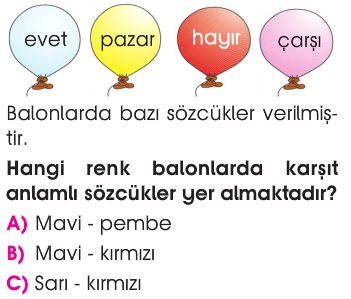 evet pazar hayır çarşı
Balonlarda bazı sözcükler verilmiş-
tir.
Hangi renk balonlarda karşıt
anlamlı sözcükler yer almaktadır?
A) Mavi - pembe
B) Mavi - kırmızı
C) Sarı - kırmızı